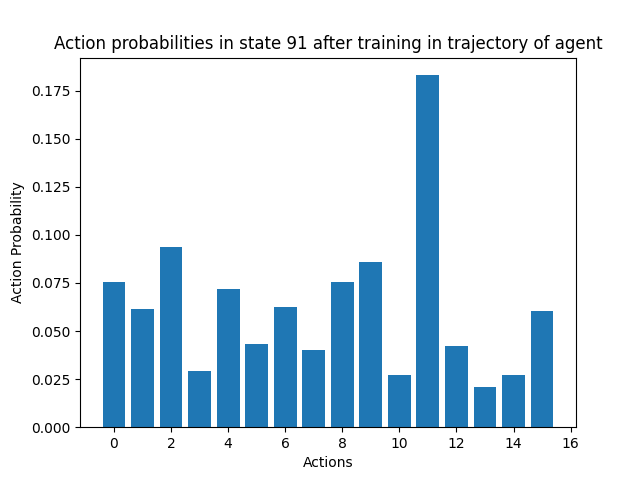 Action probabilities in state 91 after training in trajectory of agent
0.175
0.150
0.125
0.100
0.075
0.050
0.025
0.000
Action Probability
0 2 4 6 8 10 12 14 16
Actions